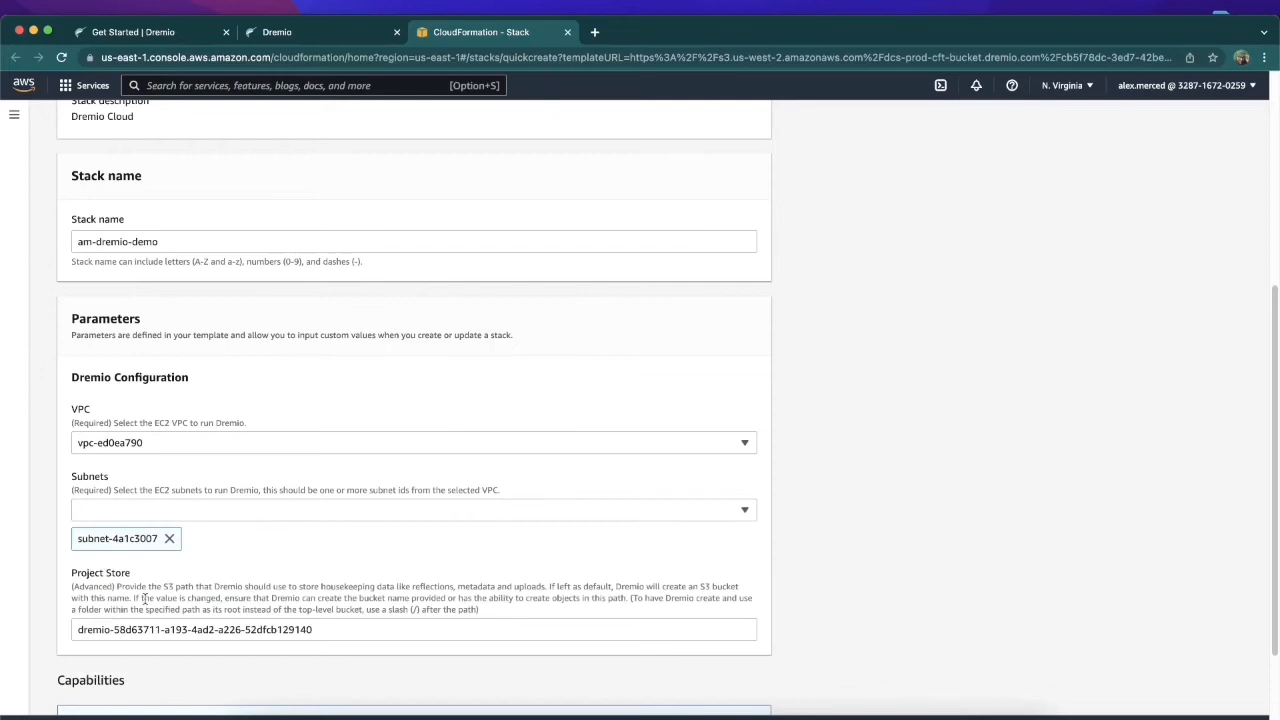 Get Started | Dremio
Dremio
CloudFormation - Stack
us-east-1.console.aws.amazon.com/cloudformation/home?region=us-east-1#/stacks/quickcreate?templateURL=https%3A%2F%2Fs3.us-west-2.amazonaws.com%2Fdcs-prod-cft-bucket.dremio.com%2Fcb5f78dc-3ed7-42be...
aws
Services
Search for services, features, blogs, docs, and more
[Option+S]
N. Virginia
alex.merced @ 3287-1672-0259
Stack description
Dremio Cloud
Stack name
Stack name
am-dremio-demo
Stack name can include letters (A-Z and a-z), numbers (0-9), and dashes (-).
Parameters
Parameters are defined in your template and allow you to input custom values when you create or update a stack.
Dremio Configuration
VPC
(Required) Select the EC2 VPC to run Dremio.
vpc-ed0ea790
Subnets
(Required) Select the EC2 subnets to run Dremio, this should be one or more subnet ids from the selected VPC.
subnet-4a1c3007
Project Store
(Advanced) Provide the S3 path that Dremio should use to store housekeeping data like reflections, metadata and uploads. If left as default, Dremio will create an S3 bucket
with this name. If the value is changed, ensure that Dremio can create the bucket name provided or has the ability to create objects in this path. (To have Dremio create and use
a folder within the specified path as its root instead of the top-level bucket, use a slash (/) after the path)
dremio-58d63711-a193-4ad2-a226-52dfcb129140
Capabilities